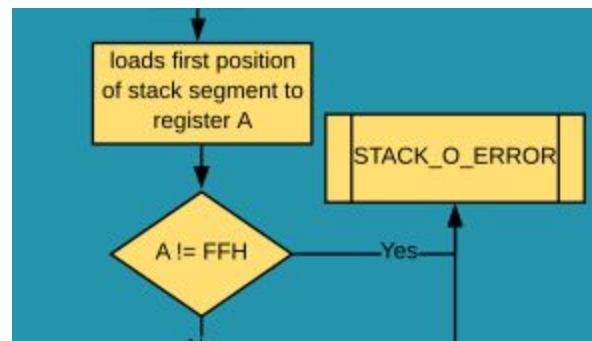 loads first position
of stack segment to
register A
STACK_O_ERROR
A != FFH
Yes